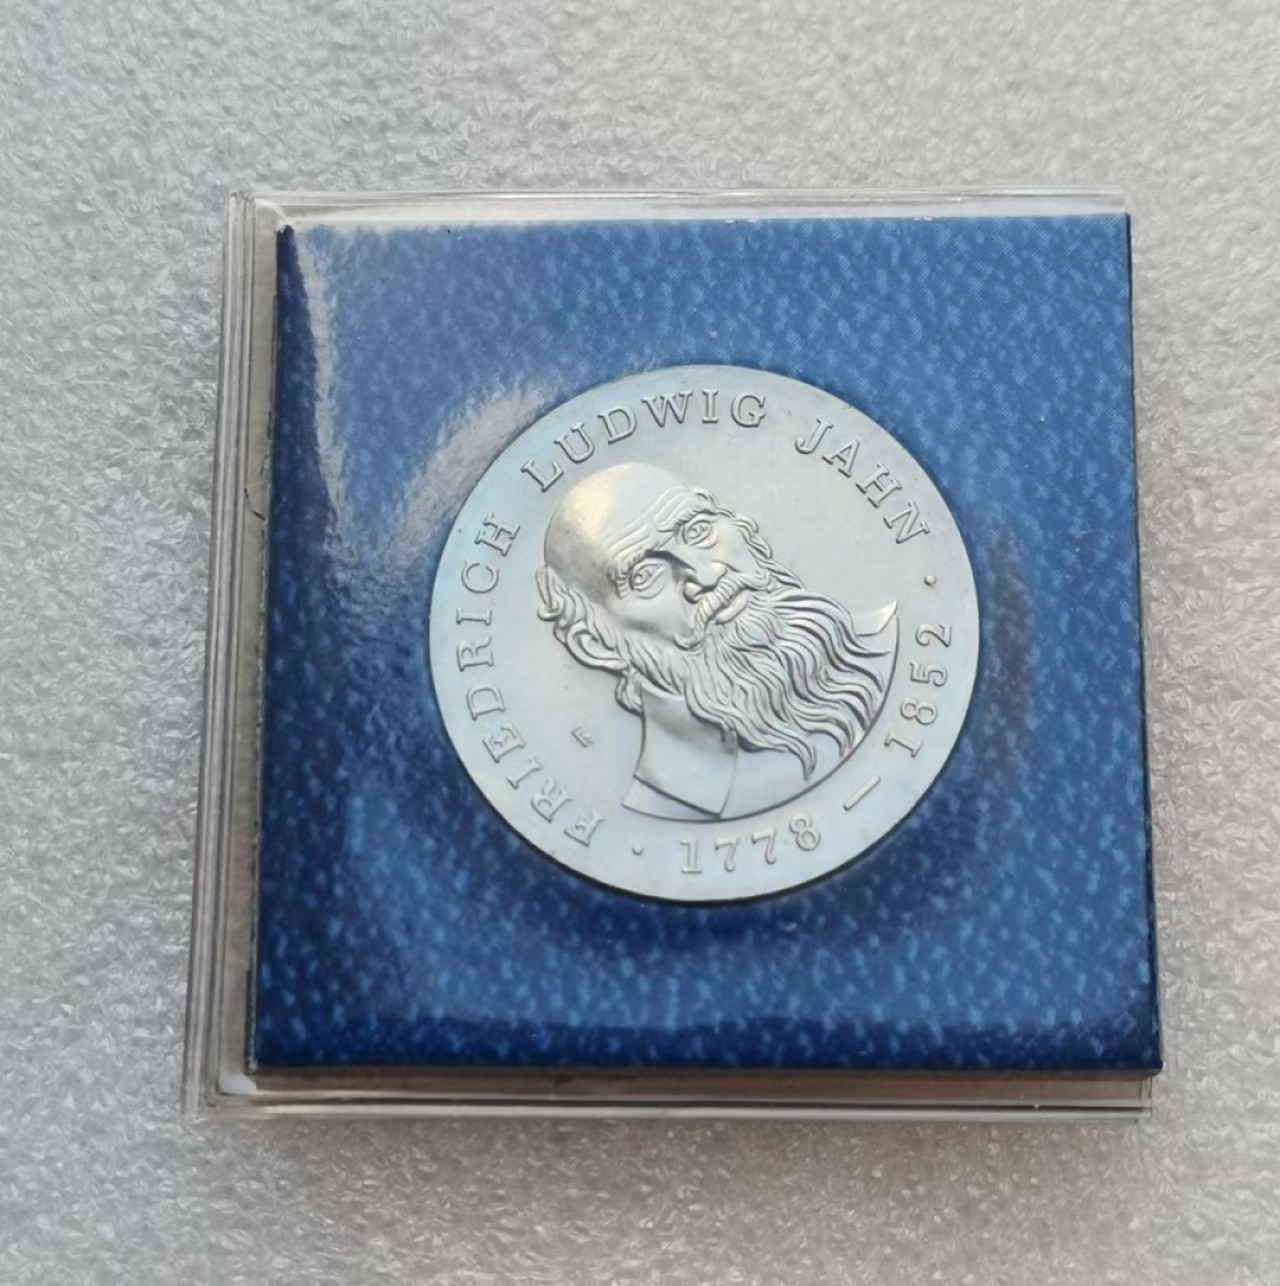 FRIEDRICH LUDWIG JAHN
· 1778 — 1852 ·